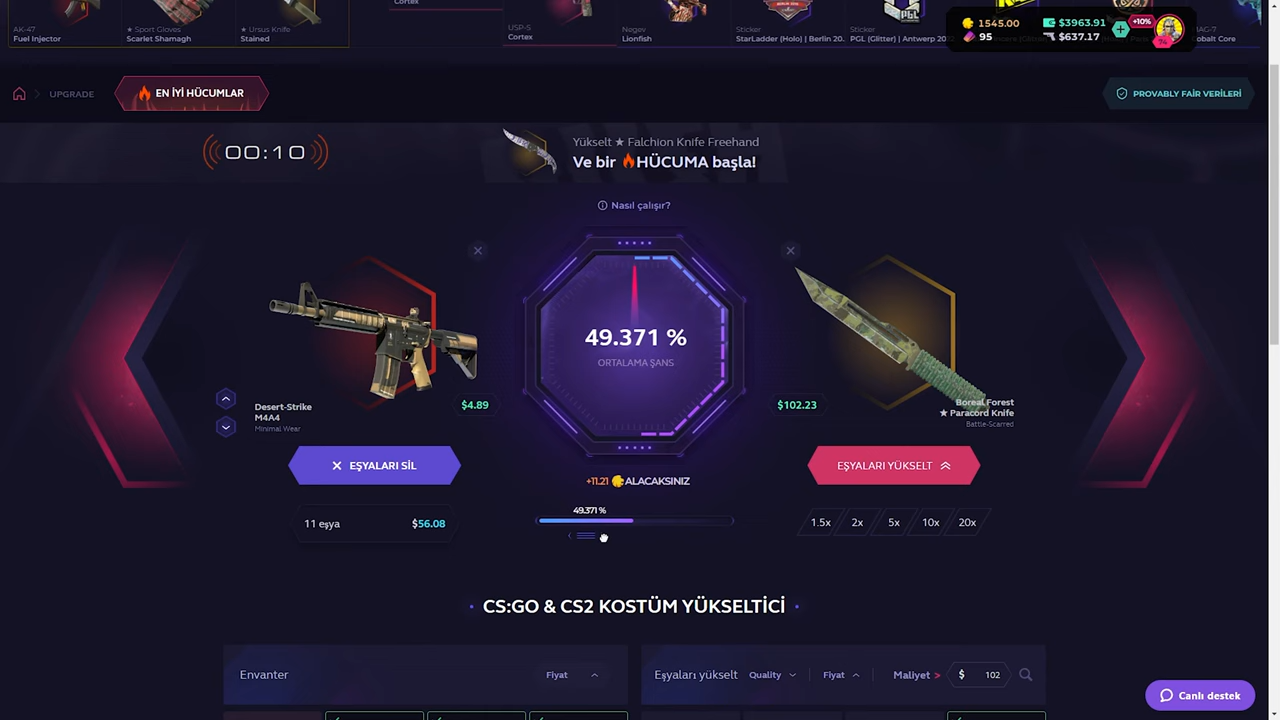 AK-47
Fuel Injector
★ Sport Gloves
Scarlet Shamagh
★ Ursus Knife
Stained
Cortex
USP-S
Cortex
Negev
Lionfish
Sticker
StarLadder (Holo) | Berlin 20..
Sticker
PGL (Glitter) | Antwerp 2022
MAG-7
Cobalt Core
1545.00
95
$3963.91
$637.17
+10%
74
UPGRADE
EN İYİ HÜCUMLAR
PROVABLY FAIR VERİLERİ
00:10
Yükselt ★ Falchion Knife Freehand
Ve bir HÜCUMA başla!
Nasıl çalışır?
49.371 %
ORTALAMA ŞANS
Desert-Strike
M4A4
Minimal Wear
$4.89
$102.23
Boreal Forest
★ Paracord Knife
Battle-Scarred
EŞYALARI SİL
+11.21 ALACAKSINIZ
EŞYALARI YÜKSELT
49.371 %
11 eşya
$56.08
1.5x
2x
5x
10x
20x
CS:GO & CS2 KOSTÜM YÜKSELTİCİ
Envanter
Fiyat
Eşyaları yükselt
Quality
Fiyat
Maliyet >
$ 102
Canlı destek